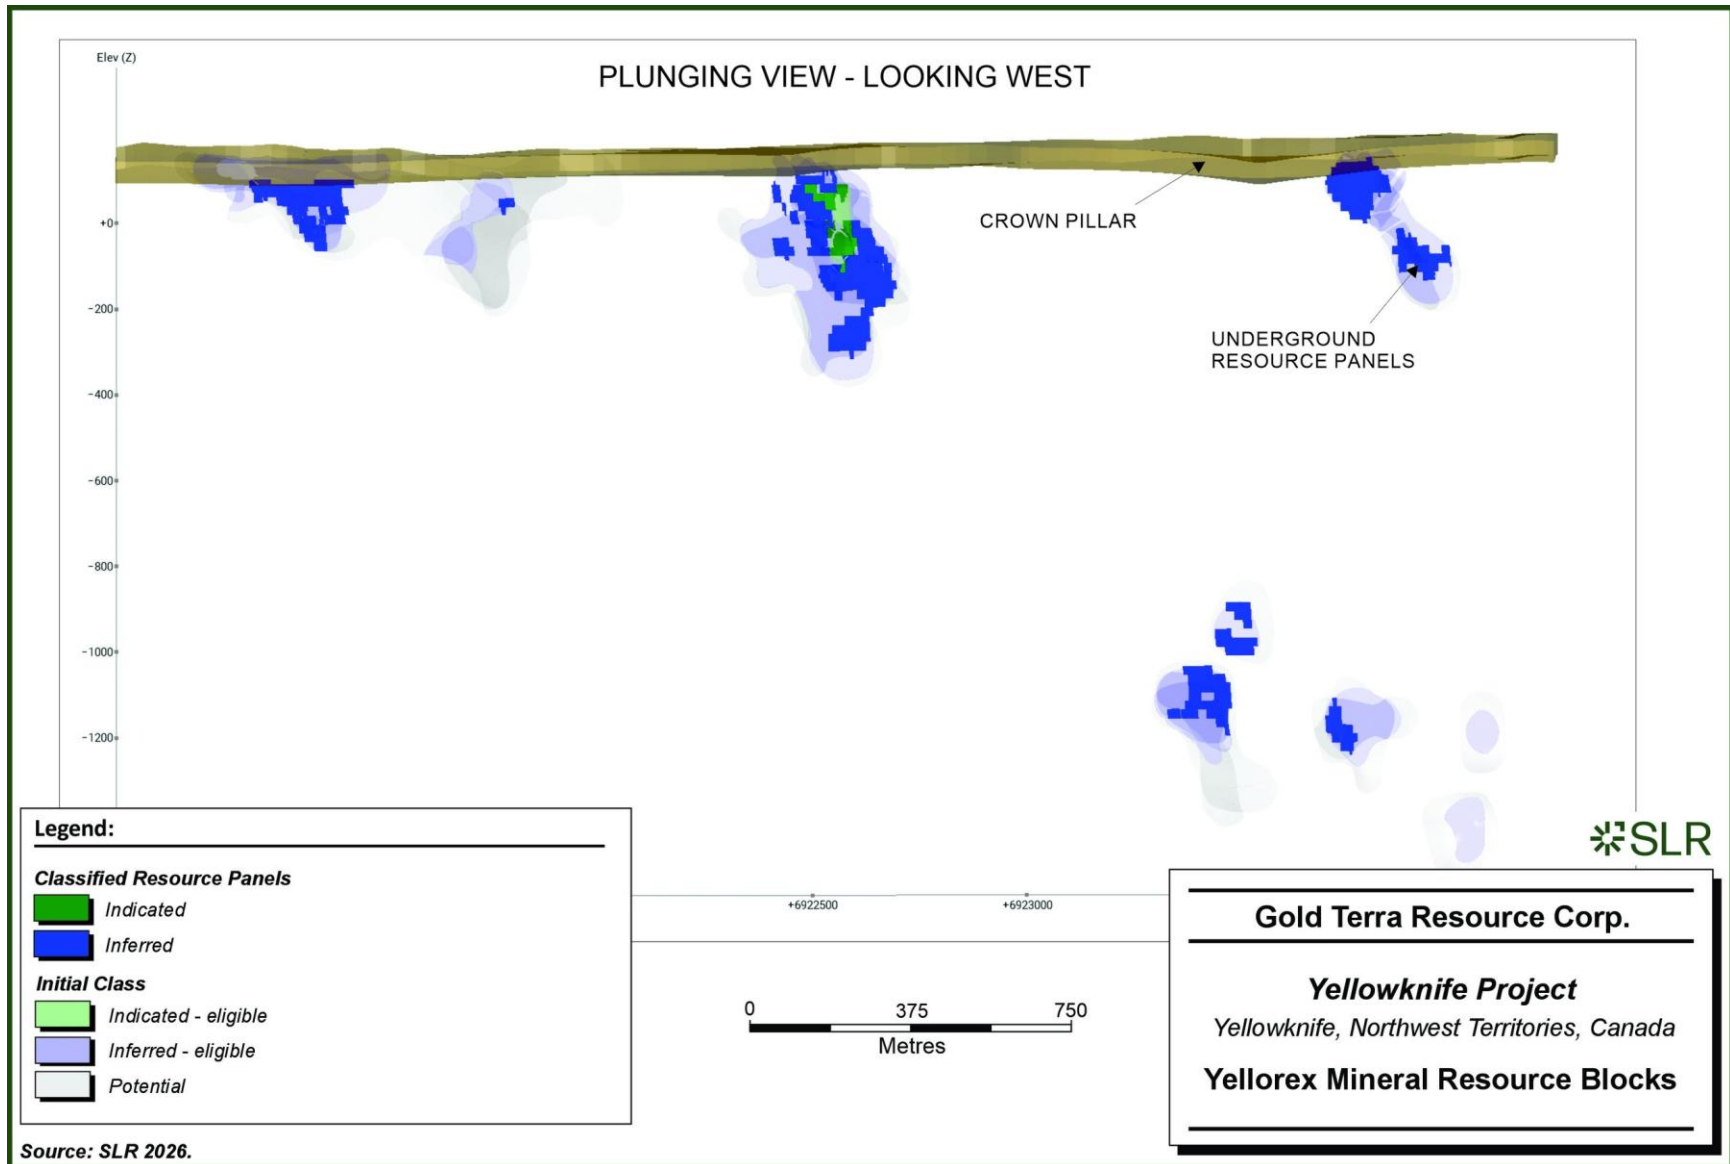 Elev (Z)
PLUNGING VIEW - LOOKING WEST
CROWN PILLAR
+0
-200
UNDERGROUND
RESOURCE PANELS
-400
-600
-800
-1000
-1200
Legend:
Classified Resource Panels
Indicated
Inferred
Initial Class
Indicated - eligible
Inferred - eligible
Potential
+6922500
+6923000
0 375 750
Metres
SLR
Gold Terra Resource Corp.
Yellowknife Project
Yellowknife, Northwest Territories, Canada
Yellorex Mineral Resource Blocks
Source: SLR 2026.